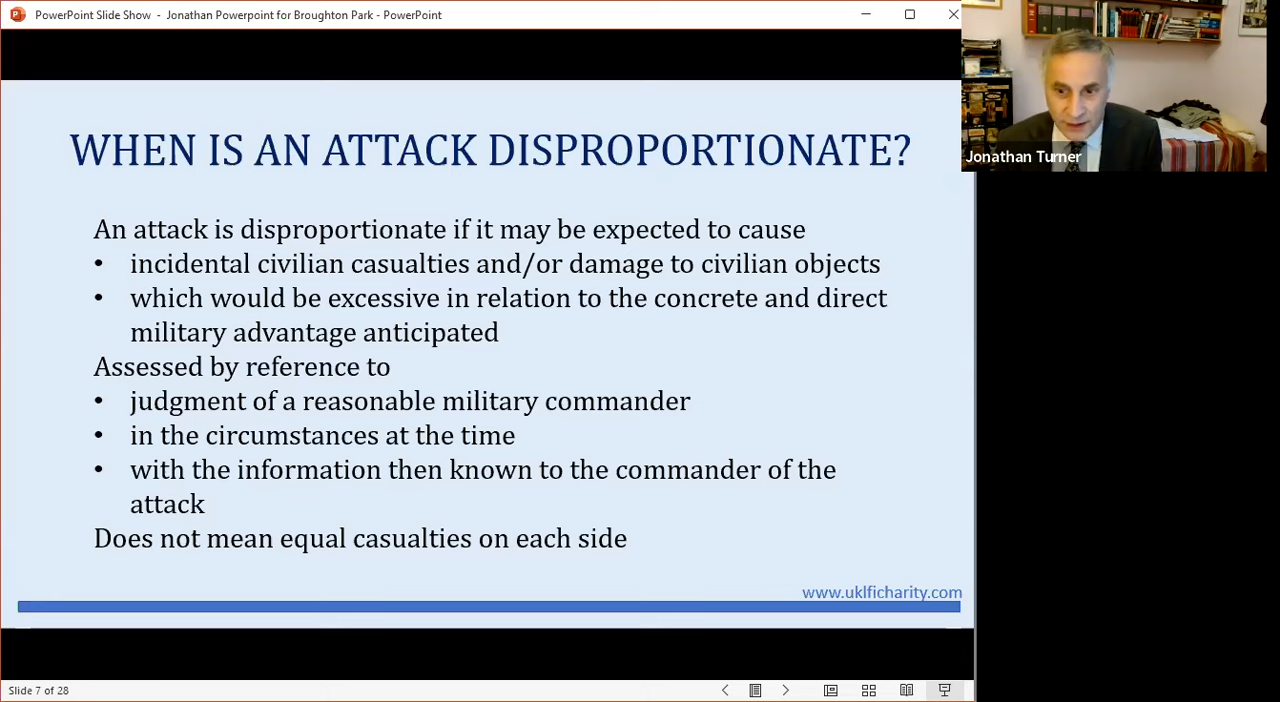 PowerPoint Slide Show - Jonathan Powerpoint for Broughton Park - PowerPoint
Jonathan Turner
WHEN IS AN ATTACK DISPROPORTIONATE?
An attack is disproportionate if it may be expected to cause
• incidental civilian casualties and/or damage to civilian objects
• which would be excessive in relation to the concrete and direct
military advantage anticipated
Assessed by reference to
• judgment of a reasonable military commander
• in the circumstances at the time
• with the information then known to the commander of the
attack
Does not mean equal casualties on each side
www.uklficharity.com
Slide 7 of 28